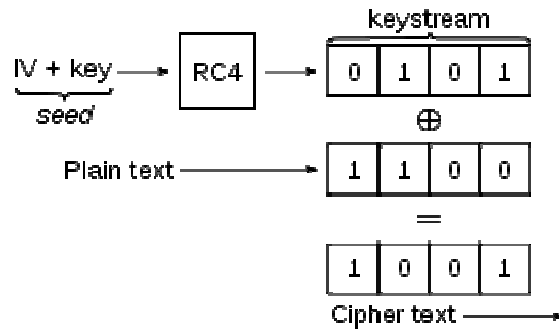 keystream
IV + key RC4 0 1 0 1
seed
⊕
Plain text 1 1 0 0
=
1 0 0 1
Cipher text